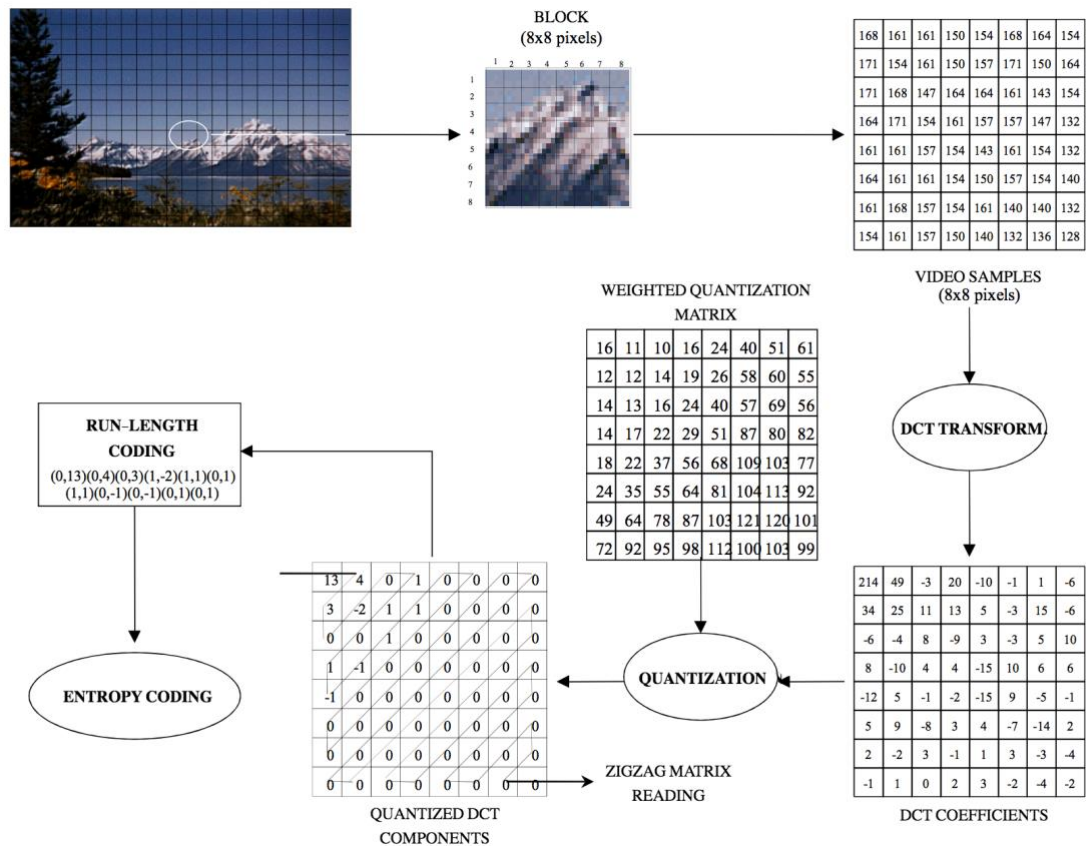 BLOCK
(8x8 pixels)
1 2 3 4 5 6 7 8
1
2
3
4
5
6
7
8
168 161 161 150 154 168 164 154
171 154 161 150 157 171 150 164
171 168 147 164 164 161 143 154
164 171 154 161 157 157 147 132
161 161 157 154 143 161 154 132
164 161 161 154 150 157 154 140
161 168 157 154 161 140 140 132
154 161 157 150 140 132 136 128
VIDEO SAMPLES
(8x8 pixels)
WEIGHTED QUANTIZATION
MATRIX
16 11 10 16 24 40 51 61
12 12 14 19 26 58 60 55
14 13 16 24 40 57 69 56
14 17 22 29 51 87 80 82
18 22 37 56 68 109 103 77
24 35 55 64 81 104 113 92
49 64 78 87 103 121 120 101
72 92 95 98 112 100 103 99
DCT TRANSFORM.
RUN–LENGTH
CODING
(0,13)(0,4)(0,3)(1,-2)(1,1)(0,1)
(1,1)(0,-1)(0,-1)(0,1)(0,1)
214 49 -3 20 -10 -1 1 -6
34 25 11 13 5 -3 15 -6
-6 -4 8 -9 3 -3 5 10
8 -10 4 4 -15 10 6 6
-12 5 -1 -2 -15 9 -5 -1
5 9 -8 3 4 -7 -14 2
2 -2 3 -1 1 3 -3 -4
-1 1 0 2 3 -2 -4 -2
DCT COEFFICIENTS
QUANTIZATION
13 4 0 1 0 0 0 0
3 -2 1 1 0 0 0 0
0 0 1 0 0 0 0 0
1 -1 0 0 0 0 0 0
-1 0 0 0 0 0 0 0
0 0 0 0 0 0 0 0
0 0 0 0 0 0 0 0
0 0 0 0 0 0 0 0
QUANTIZED DCT
COMPONENTS
ZIGZAG MATRIX
READING
ENTROPY CODING